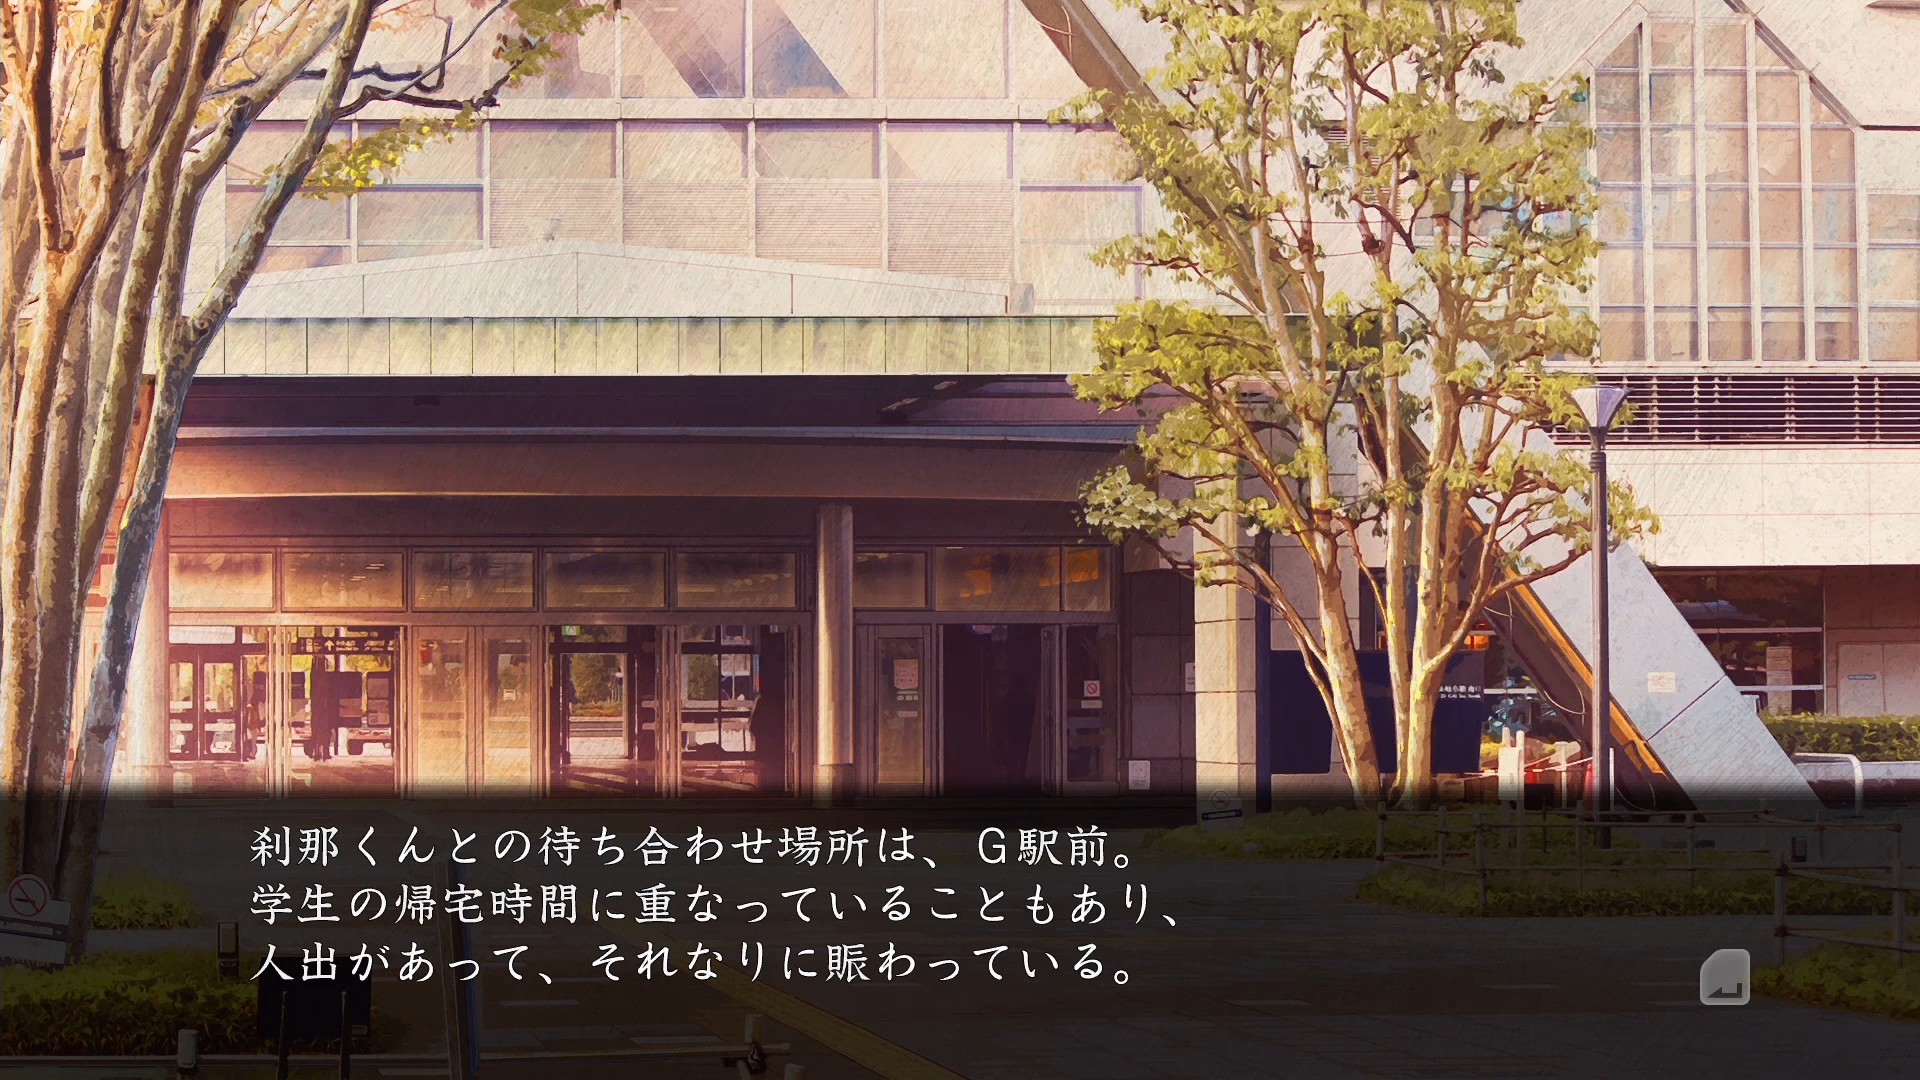 刹那くんとの待ち合わせ場所は、Ｇ駅前。
学生の帰宅時間に重なっていることもあり、
人出があって、それなりに賑わっている。